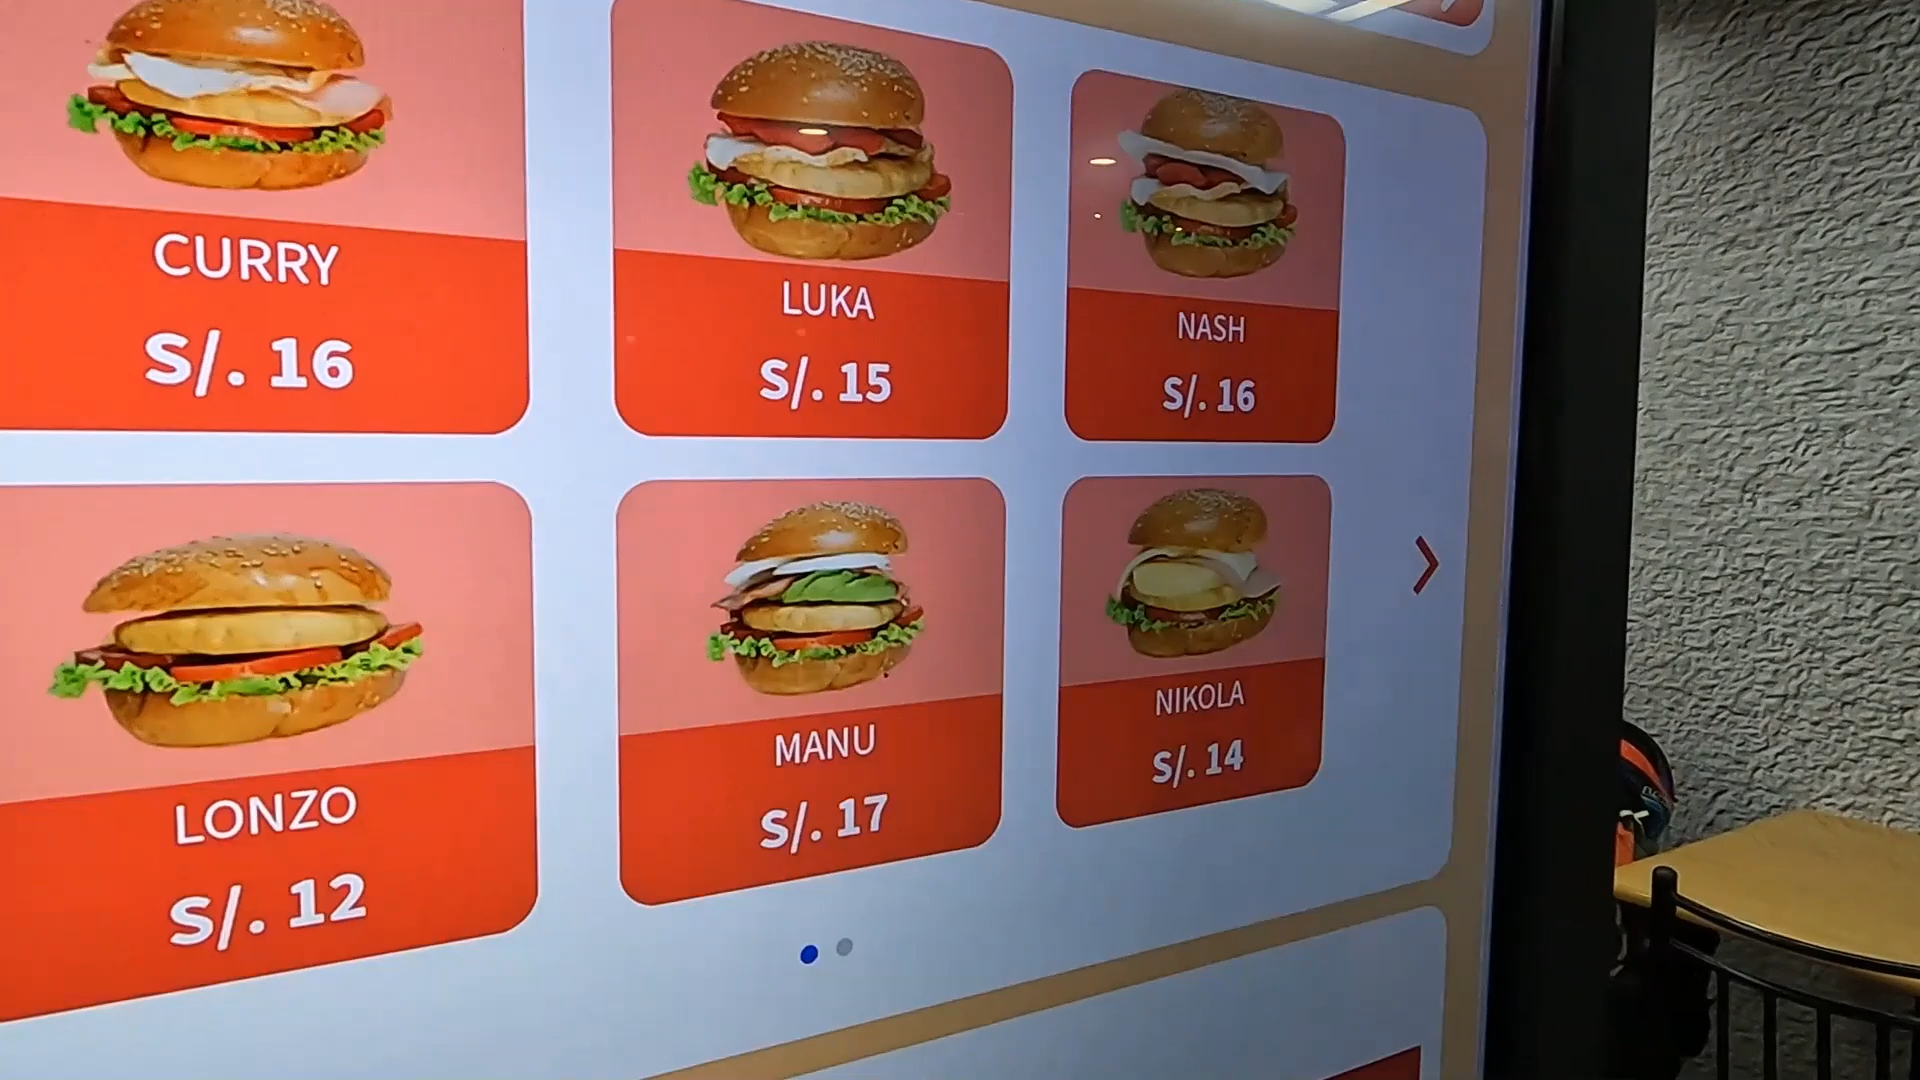 CURRY
S/. 16
LUKA
S/. 15
NASH
S/. 16
LONZO
S/. 12
MANU
S/. 17
NIKOLA
S/. 14